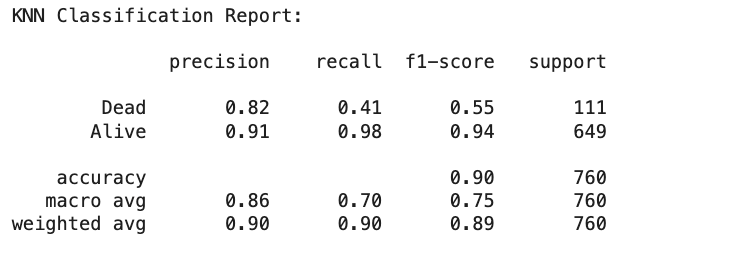 KNN Classification Report:
precision recall f1-score support
Dead 0.82 0.41 0.55 111
Alive 0.91 0.98 0.94 649
accuracy 0.90 760
macro avg 0.86 0.70 0.75 760
weighted avg 0.90 0.90 0.89 760